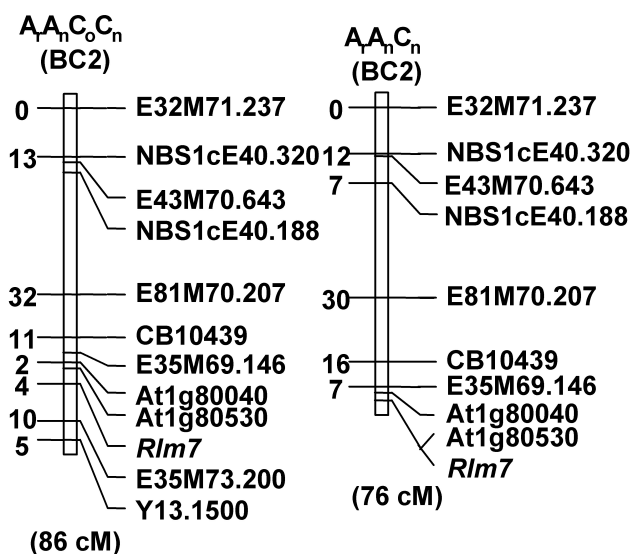 ArAnCoCn
(BC2)
0 E32M71.237
13 NBS1cE40.320
E43M70.643
NBS1cE40.188
32 E81M70.207
11 CB10439
E35M69.146
2 At1g80040
At1g80530
4 Rlm7
10 E35M73.200
5 Y13.1500
(86 cM)
ArAnCn
(BC2)
0 E32M71.237
12 NBS1cE40.320
E43M70.643
7 NBS1cE40.188
30 E81M70.207
16 CB10439
7 E35M69.146
At1g80040
At1g80530
Rlm7
(76 cM)